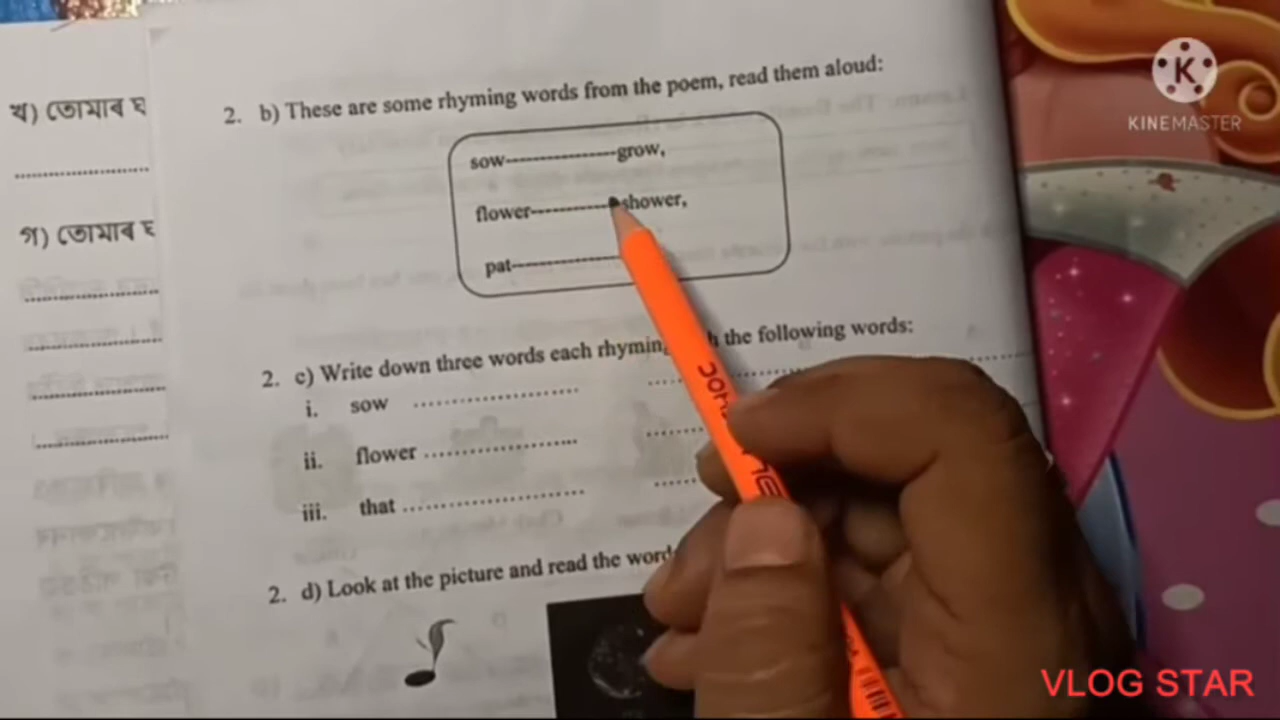 খ) তোমাৰ ঘ
গ) তোমাৰ ঘ
2. b) These are some rhyming words from the poem, read them aloud:
sow-----------------grow,
flower------------shower,
pat-----------------
2. c) Write down three words each rhyming the following words:
i. sow ..............................
ii. flower ..............................
iii. that ..............................
2. d) Look at the picture and read the word
KINEMASTER
VLOG STAR